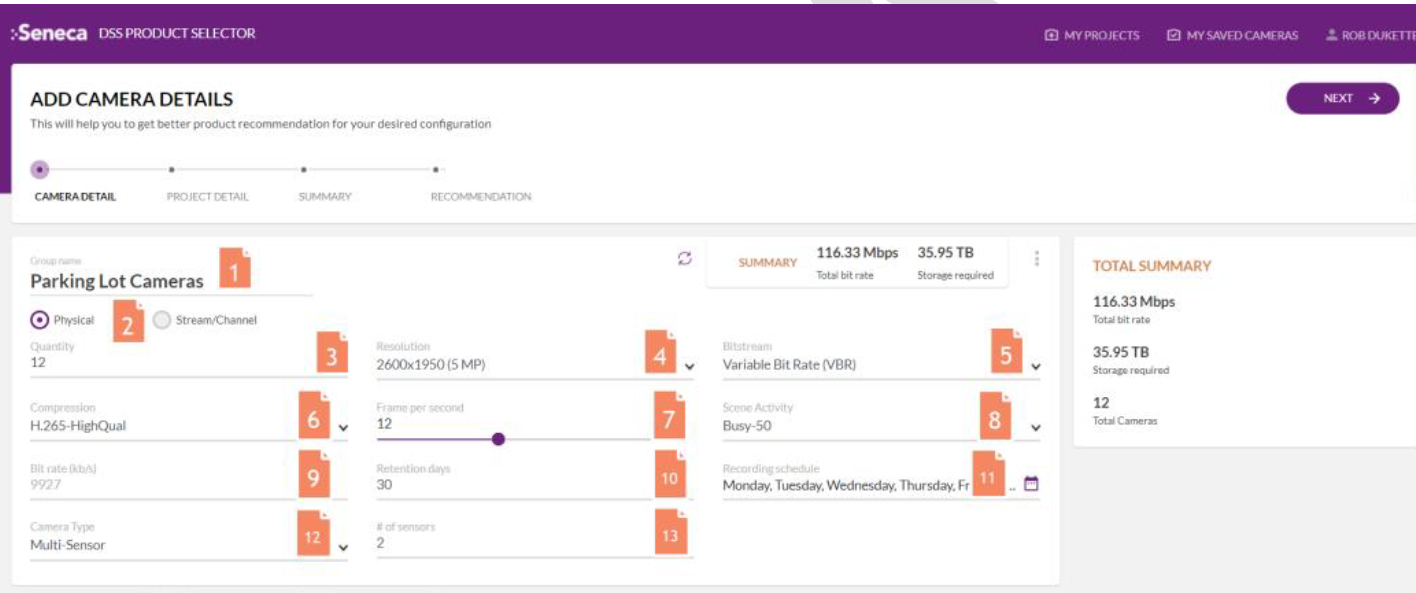 :Seneca DSS PRODUCT SELECTOR
MY PROJECTS MY SAVED CAMERAS ROB DUKETTE
ADD CAMERA DETAILS
NEXT →
This will help you to get better product recommendation for your desired configuration
CAMERA DETAIL PROJECT DETAIL SUMMARY RECOMMENDATION
Group name
Parking Lot Cameras 1
SUMMARY 116.33 Mbps 35.95 TB
Total bit rate Storage required
Physical 2 Stream/Channel
Quantity
12 3
Resolution
2600x1950 (5 MP) 4
Bitstream
Variable Bit Rate (VBR) 5
Compression
H.265-HighQual 6
Frame per second
12 7
Scene Activity
Busy-50 8
Bit rate (kb/s)
9927 9
Retention days
30 10
Recording schedule
Monday, Tuesday, Wednesday, Thursday, Fr 11 ..
Camera Type
Multi-Sensor 12
# of sensors
2 13
TOTAL SUMMARY
116.33 Mbps
Total bit rate
35.95 TB
Storage required
12
Total Cameras